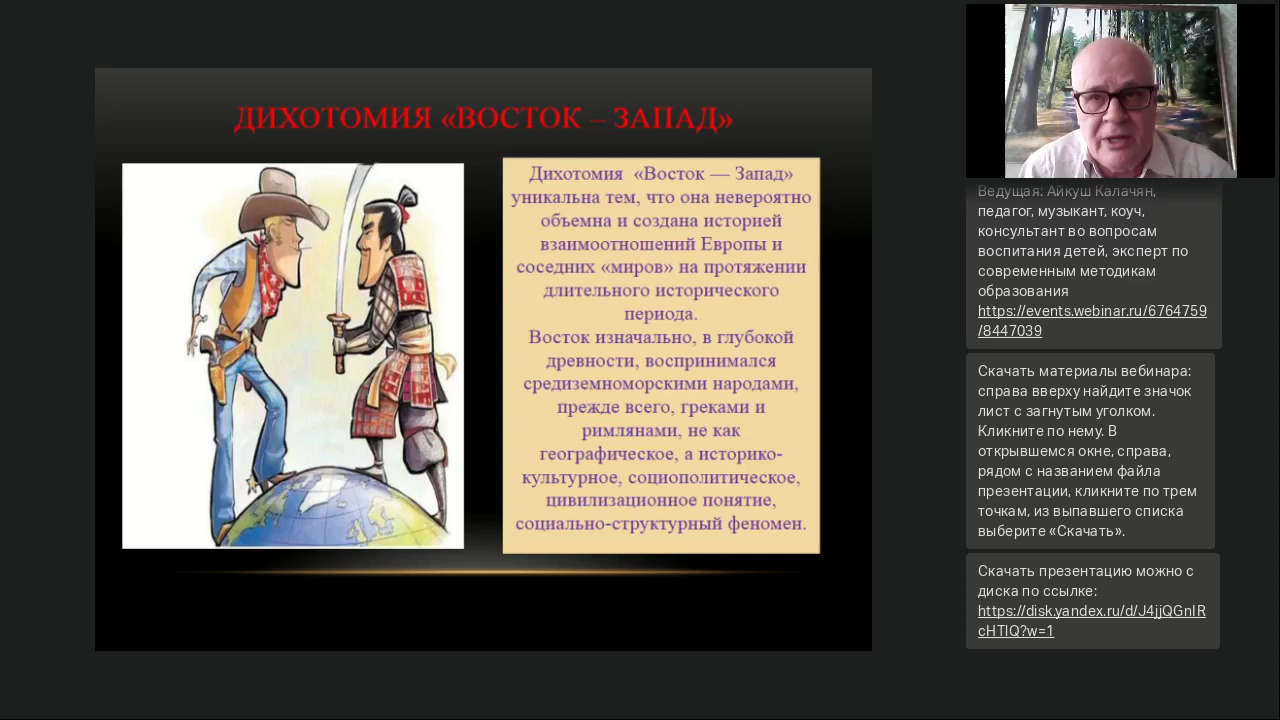 ДИХОТОМИЯ «ВОСТОК – ЗАПАД»
Дихотомия «Восток — Запад»
уникальна тем, что она невероятно
объемна и создана историей
взаимоотношений Европы и
соседних «миров» на протяжении
длительного исторического
периода.
Восток изначально, в глубокой
древности, воспринимался
средиземноморскими народами,
прежде всего, греками и
римлянами, не как
географическое, а историко-
культурное, социополитическое,
цивилизационное понятие,
социально-структурный феномен.
Ведущая: Айкуш Калачян,
педагог, музыкант, коуч,
консультант во вопросам
воспитания детей, эксперт по
современным методикам
образования
https://events.webinar.ru/6764759
/8447039
Скачать материалы вебинара:
справа вверху найдите значок
лист с загнутым уголком.
Кликните по нему. В
открывшемся окне, справа,
рядом с названием файла
презентации, кликните по трем
точкам, из выпавшего списка
выберите «Скачать».
Скачать презентацию можно с
диска по ссылке:
https://disk.yandex.ru/d/J4jjQGnIR
cHTlQ?w=1